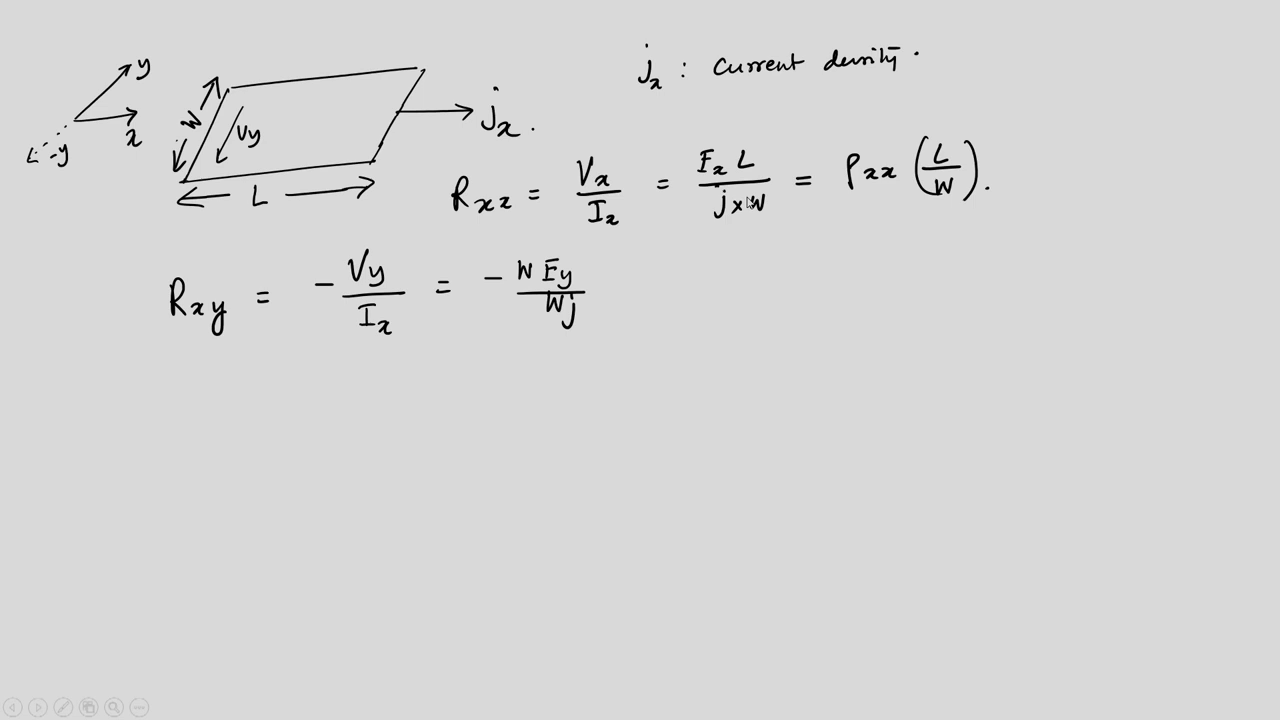 y
x
-y
W
Vy
L
jx .
jx : Current density .
Rxx = Vx / Ix = Ex L / jx W = ρxx (L / W) .
Rxy = - Vy / Ix = - W Ey / W j